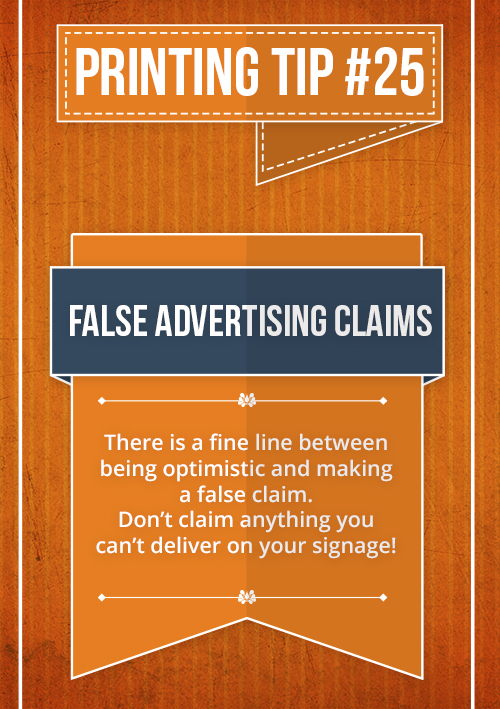 PRINTING TIP #25
FALSE ADVERTISING CLAIMS
There is a fine line between
being optimistic and making
a false claim.
Don’t claim anything you
can’t deliver on your signage!